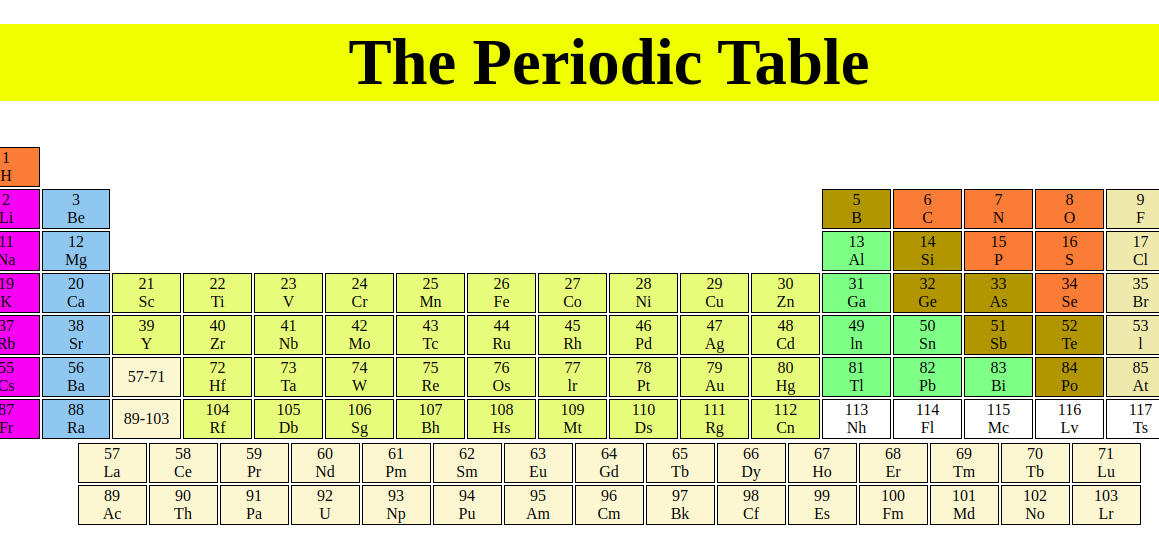 The Periodic Table
1
H
2 3 5 6 7 8 9
Li Be B C N O F
11 12 13 14 15 16 17
Na Mg Al Si P S Cl
19 20 21 22 23 24 25 26 27 28 29 30 31 32 33 34 35
K Ca Sc Ti V Cr Mn Fe Co Ni Cu Zn Ga Ge As Se Br
37 38 39 40 41 42 43 44 45 46 47 48 49 50 51 52 53
Rb Sr Y Zr Nb Mo Tc Ru Rh Pd Ag Cd ln Sn Sb Te l
55 56 57-71 72 73 74 75 76 77 78 79 80 81 82 83 84 85
Cs Ba Hf Ta W Re Os lr Pt Au Hg Tl Pb Bi Po At
87 88 89-103 104 105 106 107 108 109 110 111 112 113 114 115 116 117
Fr Ra Rf Db Sg Bh Hs Mt Ds Rg Cn Nh Fl Mc Lv Ts
57 58 59 60 61 62 63 64 65 66 67 68 69 70 71
La Ce Pr Nd Pm Sm Eu Gd Tb Dy Ho Er Tm Tb Lu
89 90 91 92 93 94 95 96 97 98 99 100 101 102 103
Ac Th Pa U Np Pu Am Cm Bk Cf Es Fm Md No Lr